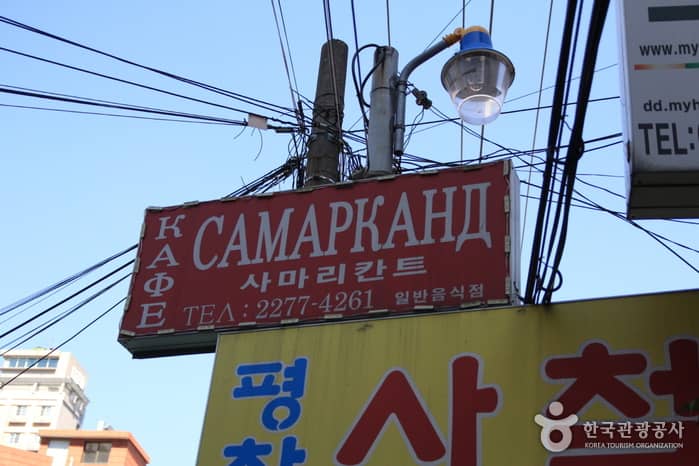 КАФЕ
САМАРКАНД
사마리칸트
ТЕЛ : 2277-4261 일반음식점
www.my
dd.myh
TEL:
평
사
한국관광공사
KOREA TOURISM ORGANIZATION